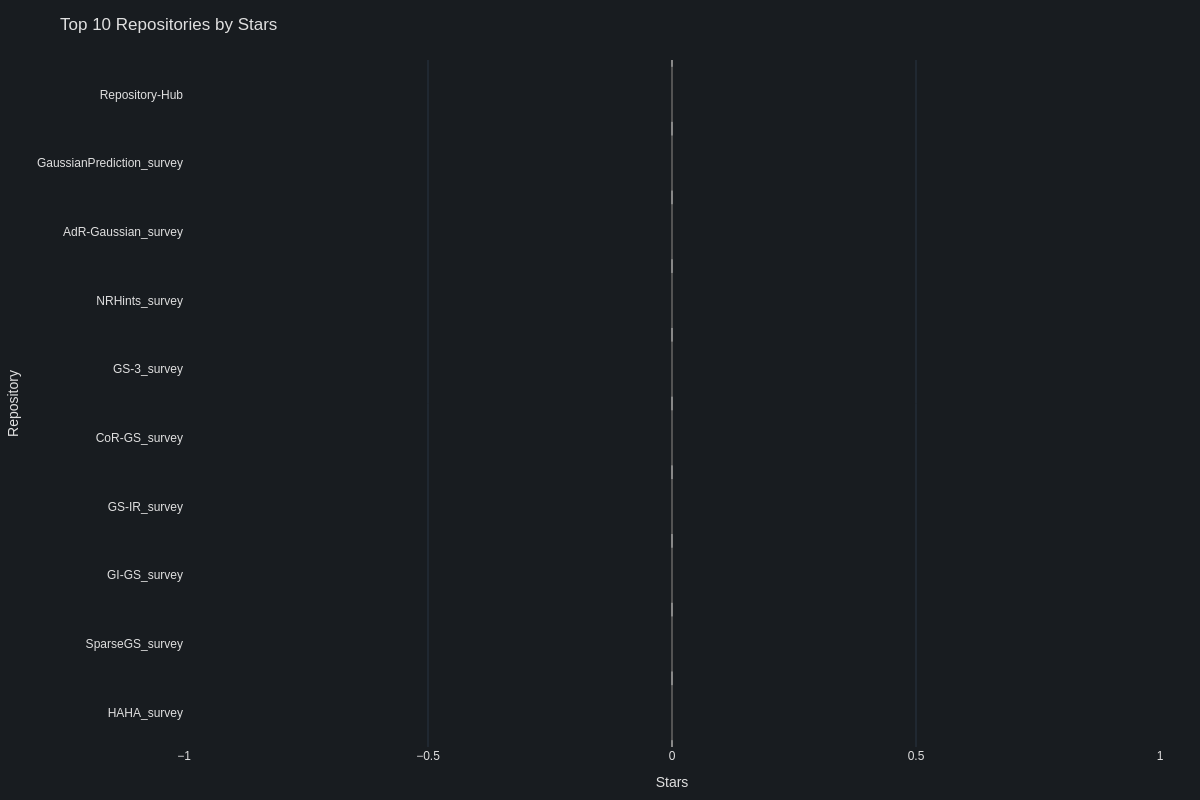 Top 10 Repositories by Stars
Repository-Hub
GaussianPrediction_survey
AdR-Gaussian_survey
NRHints_survey
GS-3_survey
CoR-GS_survey
GS-IR_survey
GI-GS_survey
SparseGS_survey
HAHA_survey
Repository
−1 −0.5 0 0.5 1
Stars